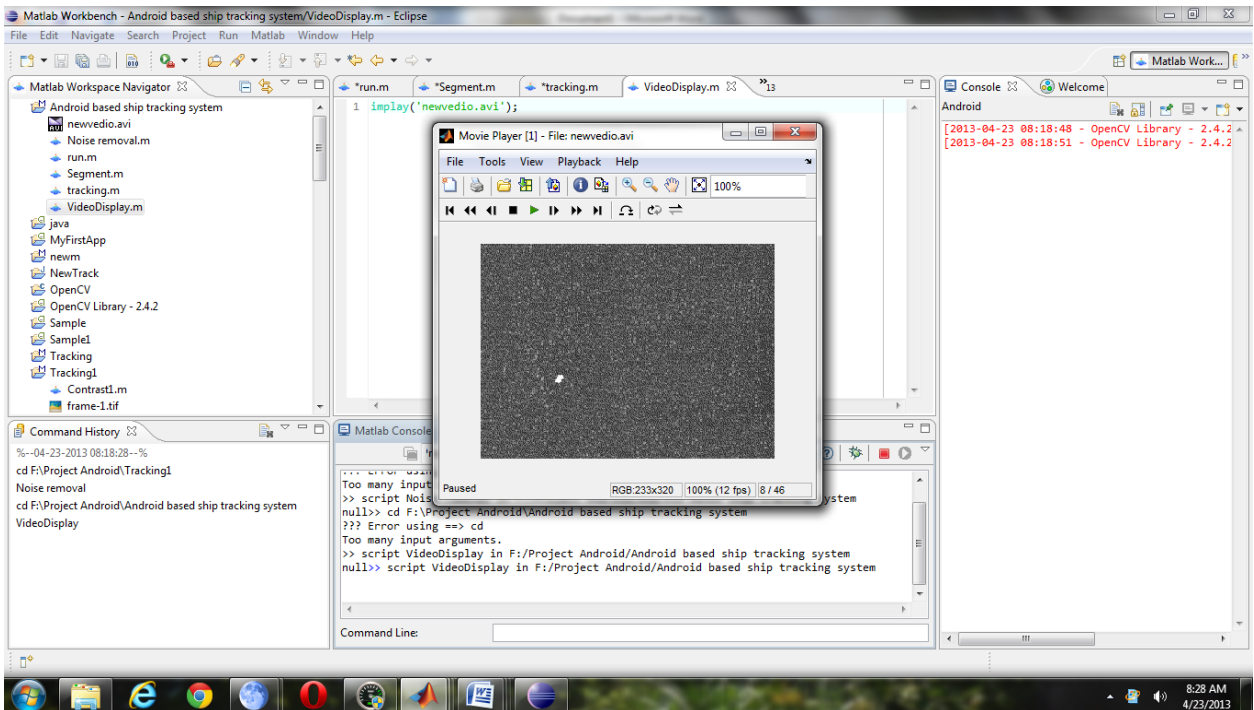 Matlab Workbench - Android based ship tracking system/VideoDisplay.m - Eclipse
File Edit Navigate Search Project Run Matlab Window Help
Matlab Work...
Matlab Workspace Navigator
Android based ship tracking system
newvedio.avi
Noise removal.m
run.m
Segment.m
tracking.m
VideoDisplay.m
java
MyFirstApp
newm
NewTrack
OpenCV
OpenCV Library - 2.4.2
Sample
Sample1
Tracking
Tracking1
Contrast1.m
frame-1.tif
*run.m *Segment.m *tracking.m VideoDisplay.m 13
1 implay('newvedio.avi');
Movie Player [1] - File: newvedio.avi
File Tools View Playback Help
100%
Paused RGB:233x320 100% (12 fps) 8 / 46
Console Welcome
Android
[2013-04-23 08:18:48 - OpenCV Library - 2.4.2
[2013-04-23 08:18:51 - OpenCV Library - 2.4.2
Command History
%--04-23-2013 08:18:28--%
cd F:\Project Android\Tracking1
Noise removal
cd F:\Project Android\Android based ship tracking system
VideoDisplay
Matlab Console
Too many input
>> script Nois
null>> cd F:\Project Android\Android based ship tracking system
??? Error using ==> cd
Too many input arguments.
>> script VideoDisplay in F:/Project Android/Android based ship tracking system
null>> script VideoDisplay in F:/Project Android/Android based ship tracking system
Command Line:
8:28 AM
4/23/2013